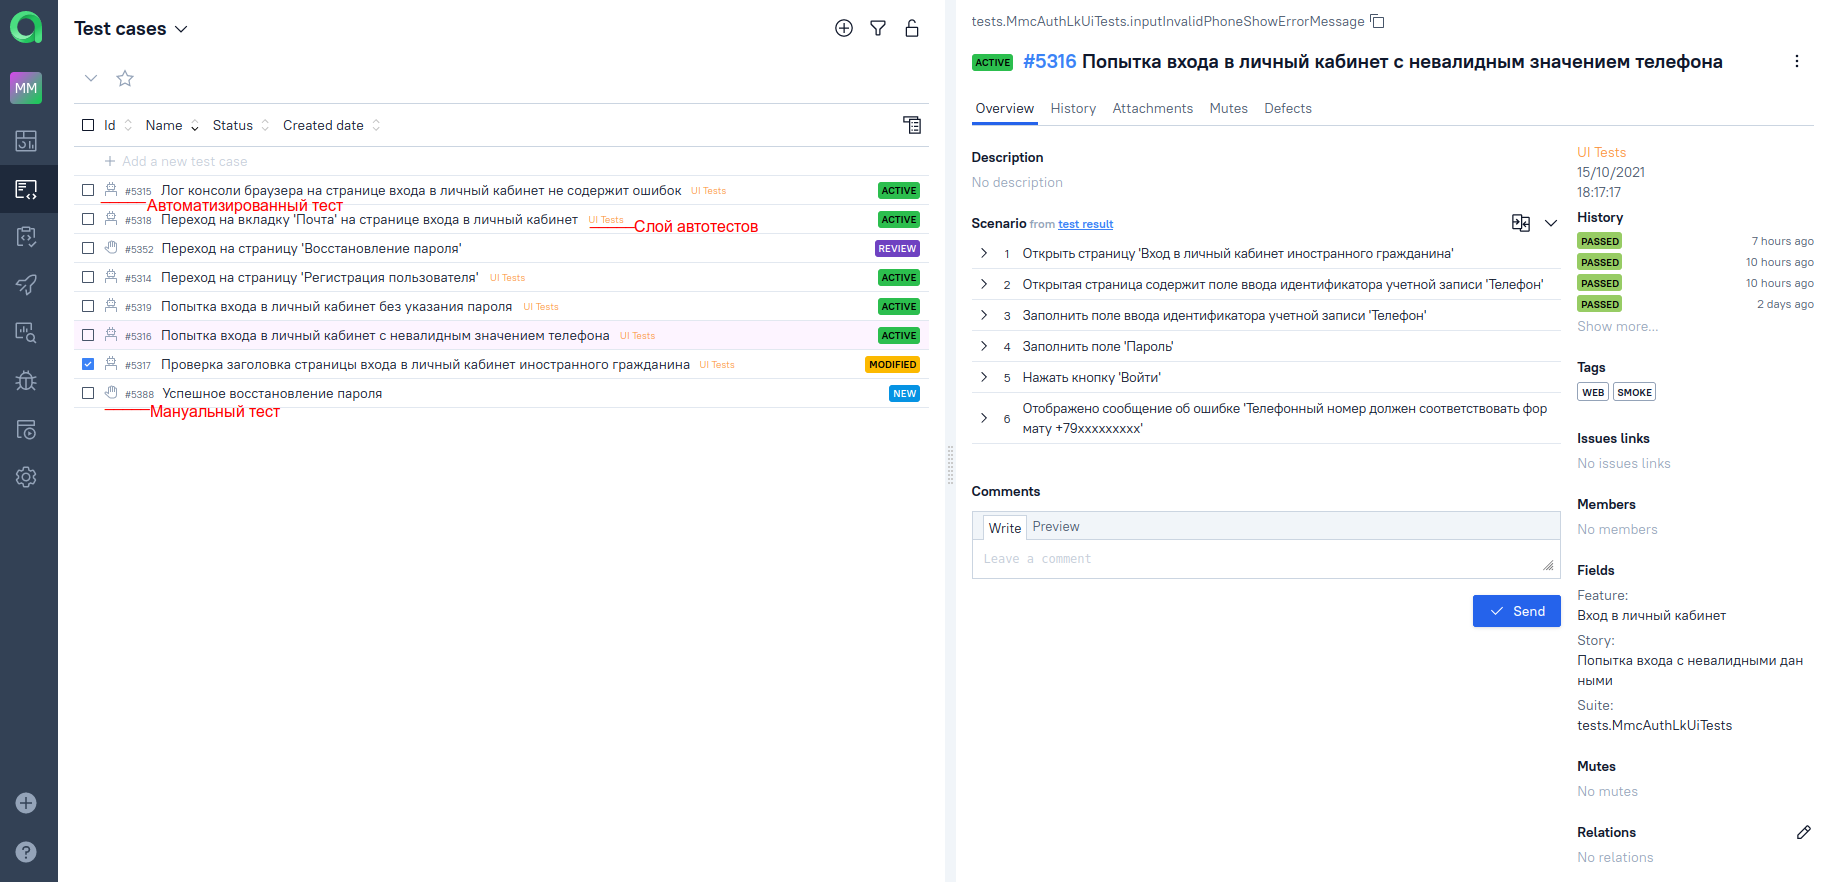 MM
Test cases
Id Name Status Created date
+ Add a new test case
#5315 Лог консоли браузера на странице входа в личный кабинет не содержит ошибок UI Tests ACTIVE
Автоматизированный тест
#5318 Переход на вкладку 'Почта' на странице входа в личный кабинет UI Tests ACTIVE
Слой автотестов
#5352 Переход на страницу 'Восстановление пароля' REVIEW
#5314 Переход на страницу 'Регистрация пользователя' UI Tests ACTIVE
#5319 Попытка входа в личный кабинет без указания пароля UI Tests ACTIVE
#5316 Попытка входа в личный кабинет с невалидным значением телефона UI Tests ACTIVE
#5317 Проверка заголовка страницы входа в личный кабинет иностранного гражданина UI Tests MODIFIED
#5388 Успешное восстановление пароля NEW
Мануальный тест
tests.MmcAuthLkUiTests.inputInvalidPhoneShowErrorMessage
ACTIVE #5316 Попытка входа в личный кабинет с невалидным значением телефона
Overview History Attachments Mutes Defects
Description
No description
Scenario from test result
1 Открыть страницу 'Вход в личный кабинет иностранного гражданина'
2 Открытая страница содержит поле ввода идентификатора учетной записи 'Телефон'
3 Заполнить поле ввода идентификатора учетной записи 'Телефон'
4 Заполнить поле 'Пароль'
5 Нажать кнопку 'Войти'
6 Отображено сообщение об ошибке 'Телефонный номер должен соответствовать фор
мату +79xxxxxxxxx'
Comments
Write Preview
Leave a comment
Send
UI Tests
15/10/2021
18:17:17
History
PASSED 7 hours ago
PASSED 10 hours ago
PASSED 10 hours ago
PASSED 2 days ago
Show more...
Tags
WEB SMOKE
Issues links
No issues links
Members
No members
Fields
Feature:
Вход в личный кабинет
Story:
Попытка входа с невалидными дан
ными
Suite:
tests.MmcAuthLkUiTests
Mutes
No mutes
Relations
No relations